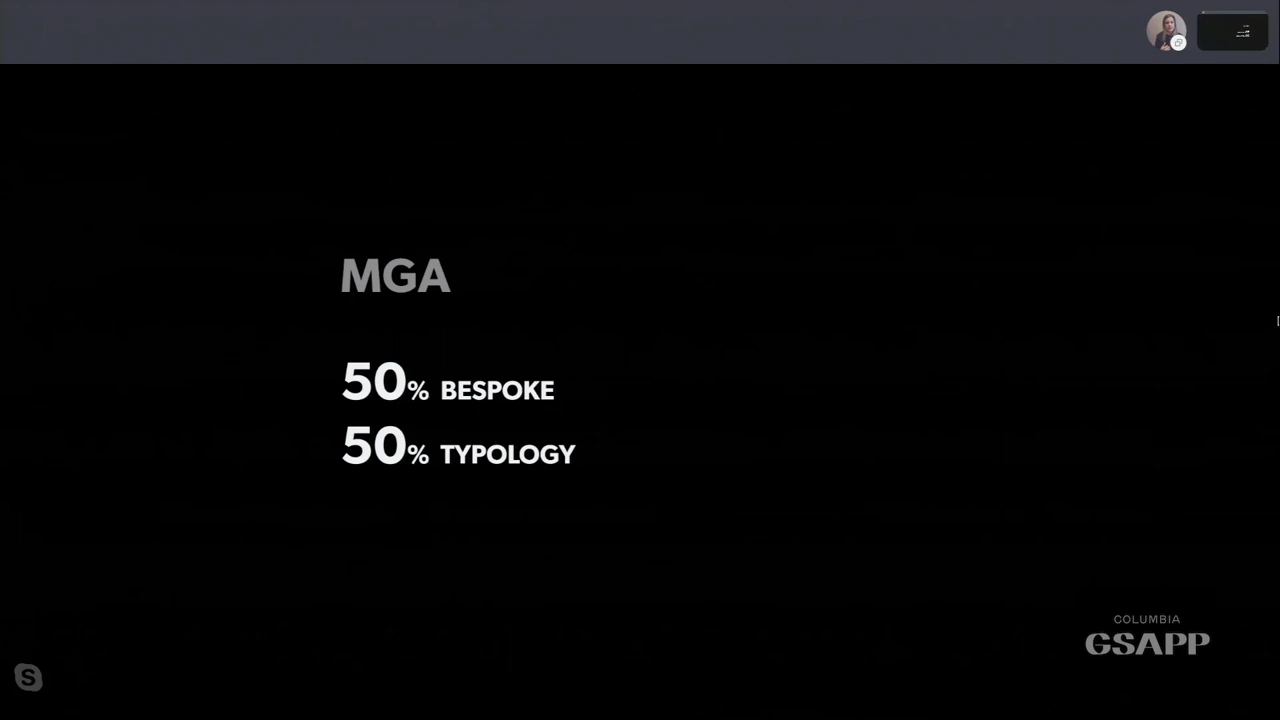 MGA
50% BESPOKE
50% TYPOLOGY
COLUMBIA
GSAPP
S